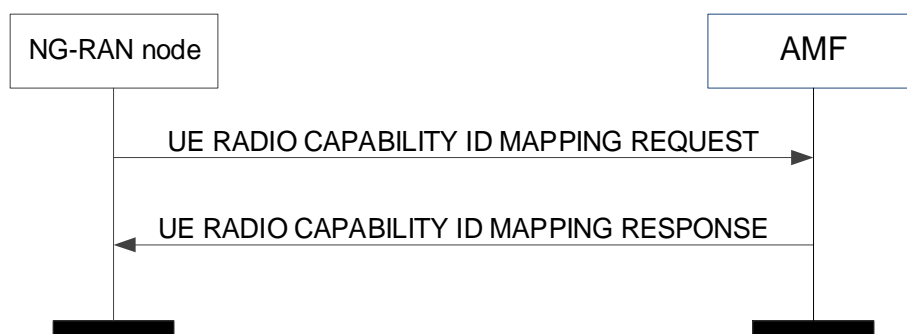 NG-RAN node
AMF
UE RADIO CAPABILITY ID MAPPING REQUEST
UE RADIO CAPABILITY ID MAPPING RESPONSE